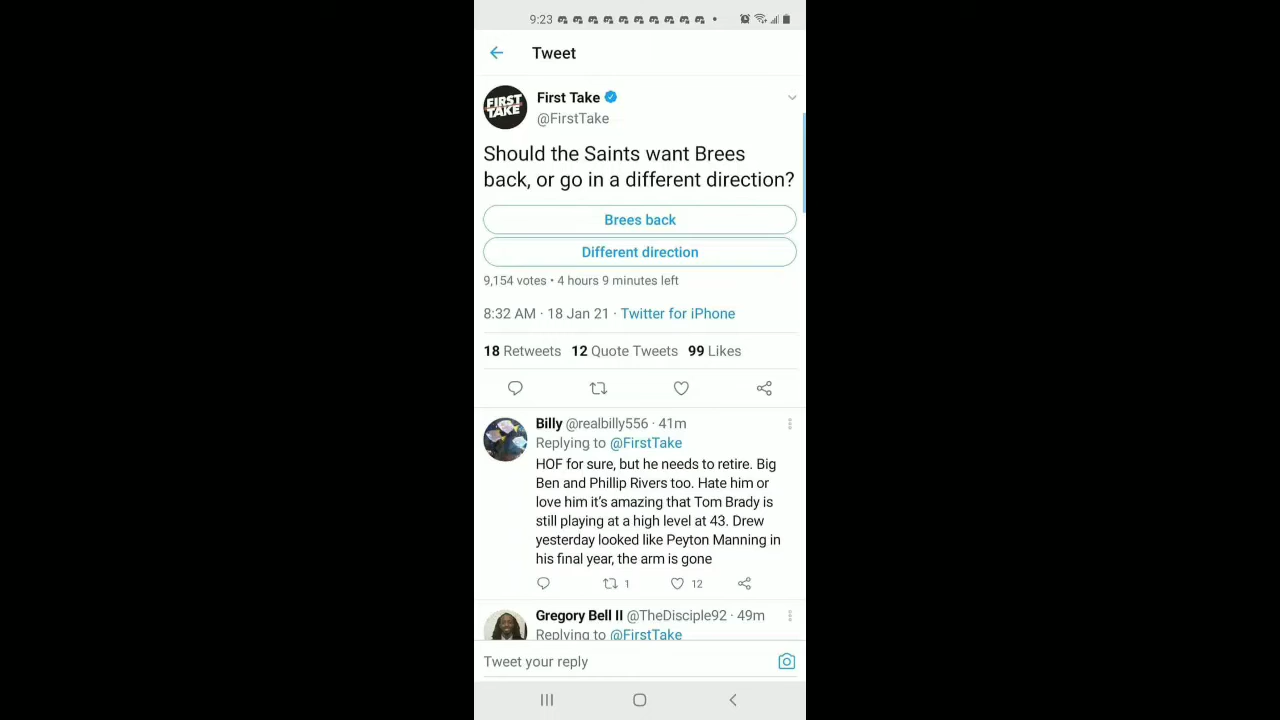 9:23
Tweet
FIRST TAKE
First Take
@FirstTake
Should the Saints want Brees
back, or go in a different direction?
Brees back
Different direction
9,154 votes • 4 hours 9 minutes left
8:32 AM · 18 Jan 21 · Twitter for iPhone
18 Retweets 12 Quote Tweets 99 Likes
Billy @realbilly556 · 41m
Replying to @FirstTake
HOF for sure, but he needs to retire. Big
Ben and Phillip Rivers too. Hate him or
love him it's amazing that Tom Brady is
still playing at a high level at 43. Drew
yesterday looked like Peyton Manning in
his final year, the arm is gone
1 12
Gregory Bell II @TheDisciple92 · 49m
Replying to @FirstTake
Tweet your reply